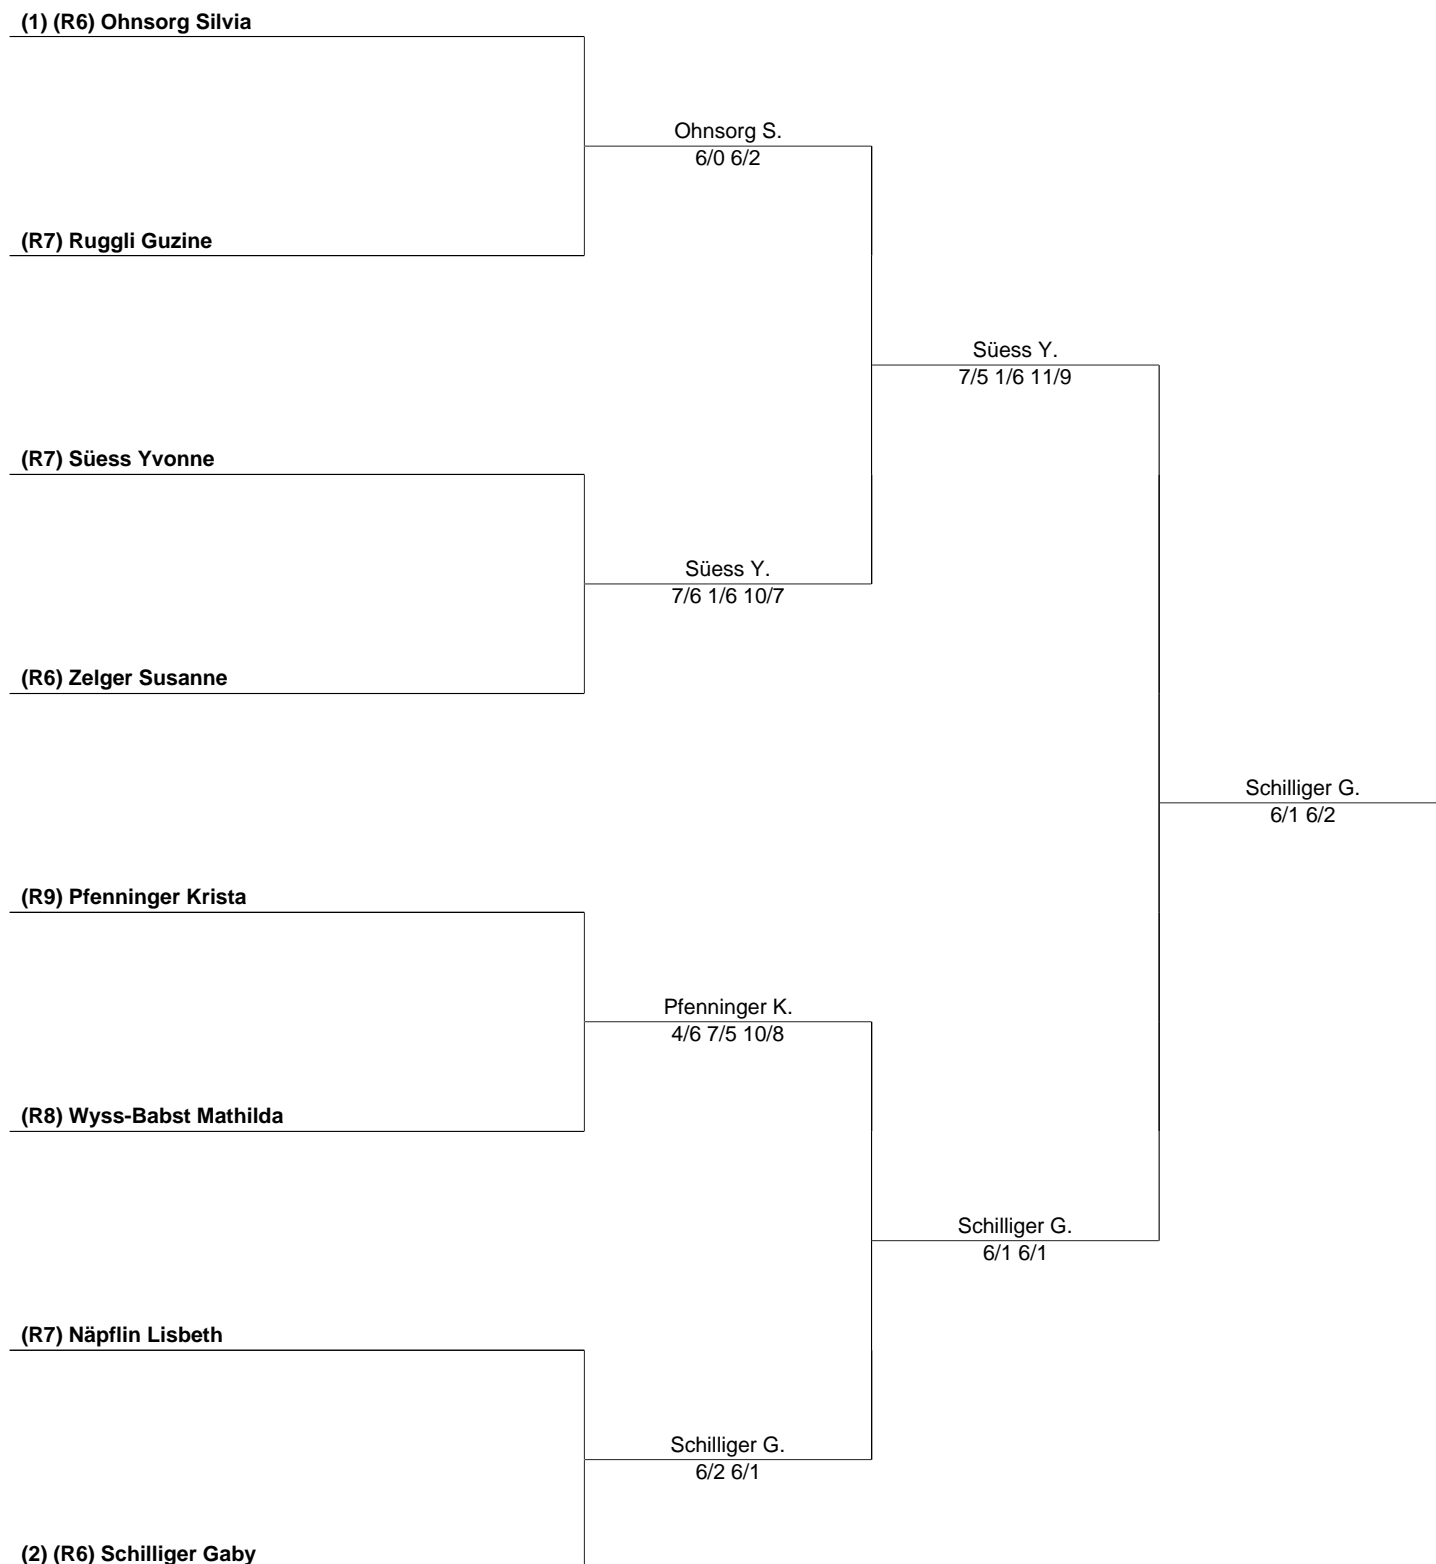 (1) (R6) Ohnsorg Silvia
Ohnsorg S.
6/0 6/2
(R7) Ruggli Guzine
Süess Y.
7/5 1/6 11/9
(R7) Süess Yvonne
Süess Y.
7/6 1/6 10/7
(R6) Zelger Susanne
Schilliger G.
6/1 6/2
(R9) Pfenninger Krista
Pfenninger K.
4/6 7/5 10/8
(R8) Wyss-Babst Mathilda
Schilliger G.
6/1 6/1
(R7) Näpflin Lisbeth
Schilliger G.
6/2 6/1
(2) (R6) Schilliger Gaby